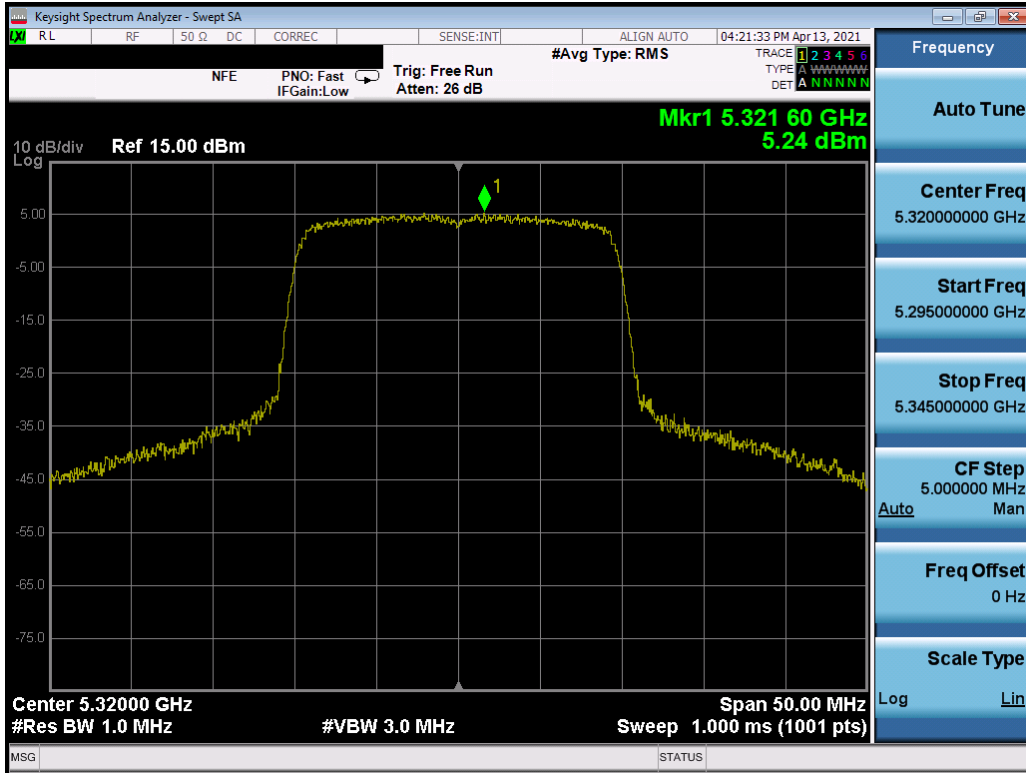 Keysight Spectrum Analyzer - Swept SA
LXI RL RF 50 Ω DC CORREC SENSE:INT ALIGN AUTO 04:21:33 PM Apr 13, 2021
NFE PNO: Fast Trig: Free Run #Avg Type: RMS TRACE 1 2 3 4 5 6
IFGain:Low Atten: 26 dB TYPE A WWWWW
DET A N N N N N
Mkr1 5.321 60 GHz
5.24 dBm
10 dB/div Ref 15.00 dBm
Log
1
5.00
-5.00
-15.0
-25.0
-35.0
-45.0
-55.0
-65.0
-75.0
Center 5.32000 GHz Span 50.00 MHz
#Res BW 1.0 MHz #VBW 3.0 MHz Sweep 1.000 ms (1001 pts)
MSG STATUS
Frequency
Auto Tune
Center Freq
5.320000000 GHz
Start Freq
5.295000000 GHz
Stop Freq
5.345000000 GHz
CF Step
5.000000 MHz
Auto Man
Freq Offset
0 Hz
Scale Type
Log Lin